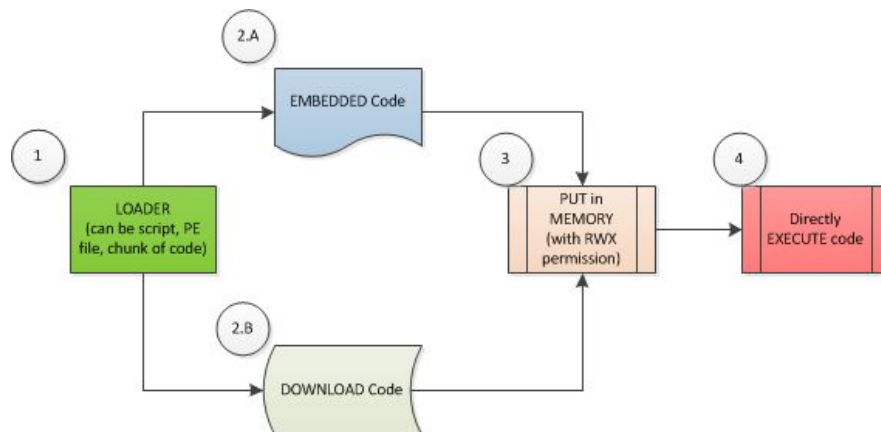 2.A
EMBEDDED Code
1
LOADER
(can be script, PE
file, chunk of code)
3
PUT in
MEMORY
(with RWX
permission)
4
Directly
EXECUTE code
2.B
DOWNLOAD Code